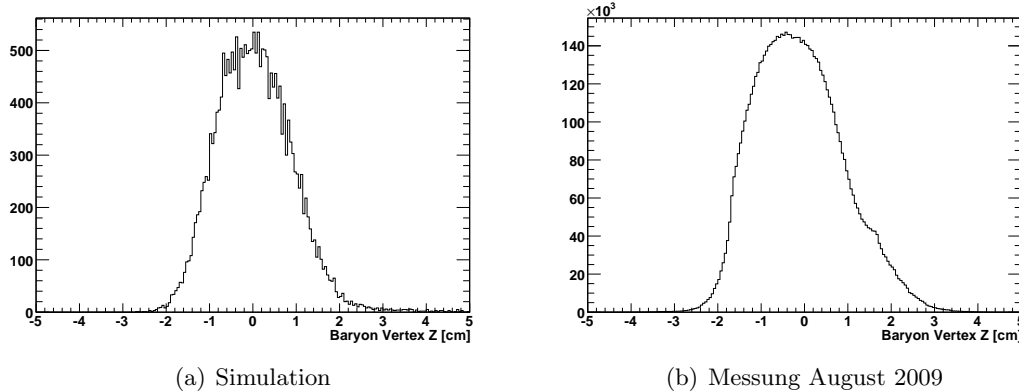 500
400
300
200
100
0
-5 -4 -3 -2 -1 0 1 2 3 4 5
Baryon Vertex Z [cm]
(a) Simulation
×10³
140
120
100
80
60
40
20
0
-5 -4 -3 -2 -1 0 1 2 3 4 5
Baryon Vertex Z [cm]
(b) Messung August 2009